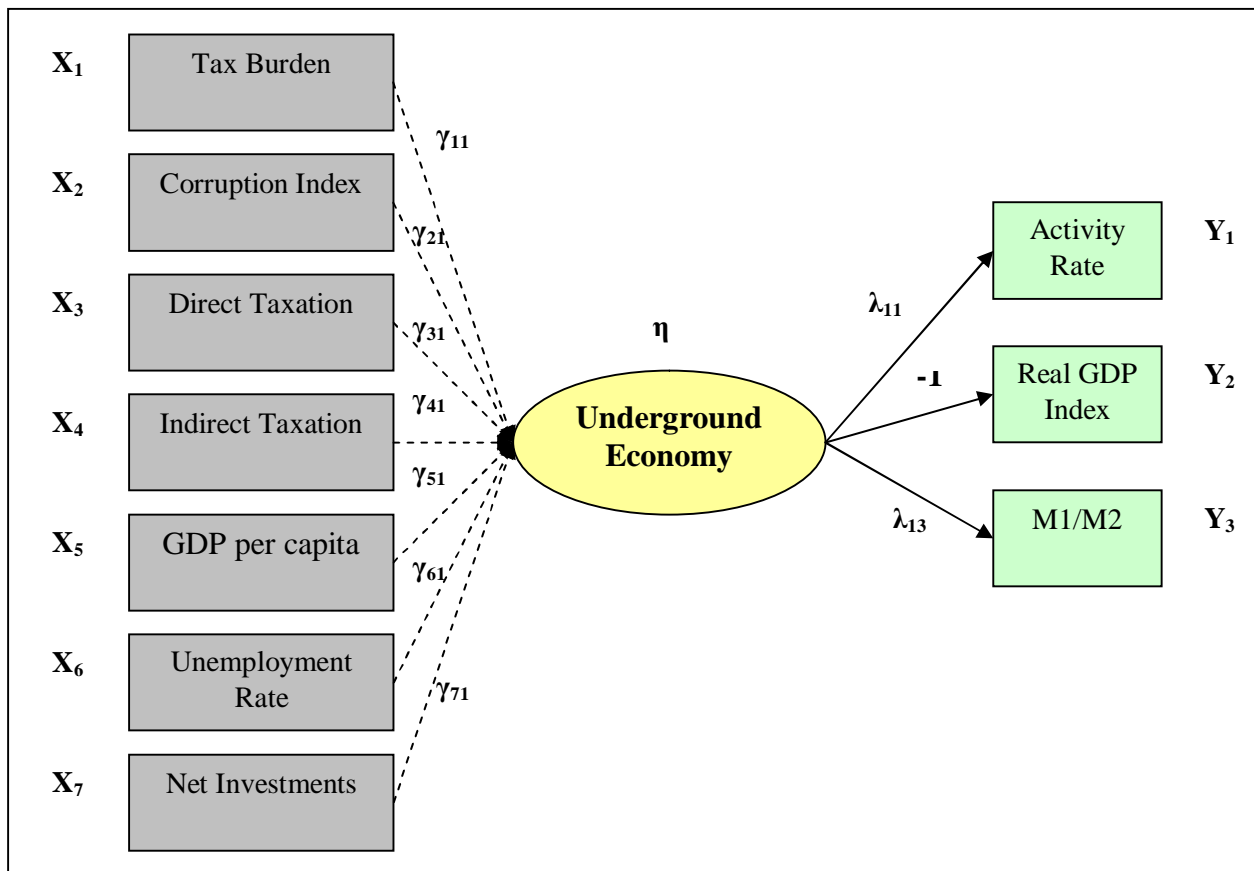 X₁
Tax Burden
γ₁₁
X₂
Corruption Index
γ₂₁
X₃
Direct Taxation
γ₃₁
X₄
Indirect Taxation
γ₄₁
X₅
GDP per capita
γ₅₁
X₆
Unemployment
Rate
γ₆₁
X₇
Net Investments
γ₇₁
η
Underground
Economy
λ₁₁
-1
λ₁₃
Activity
Rate
Y₁
Real GDP
Index
Y₂
M1/M2
Y₃